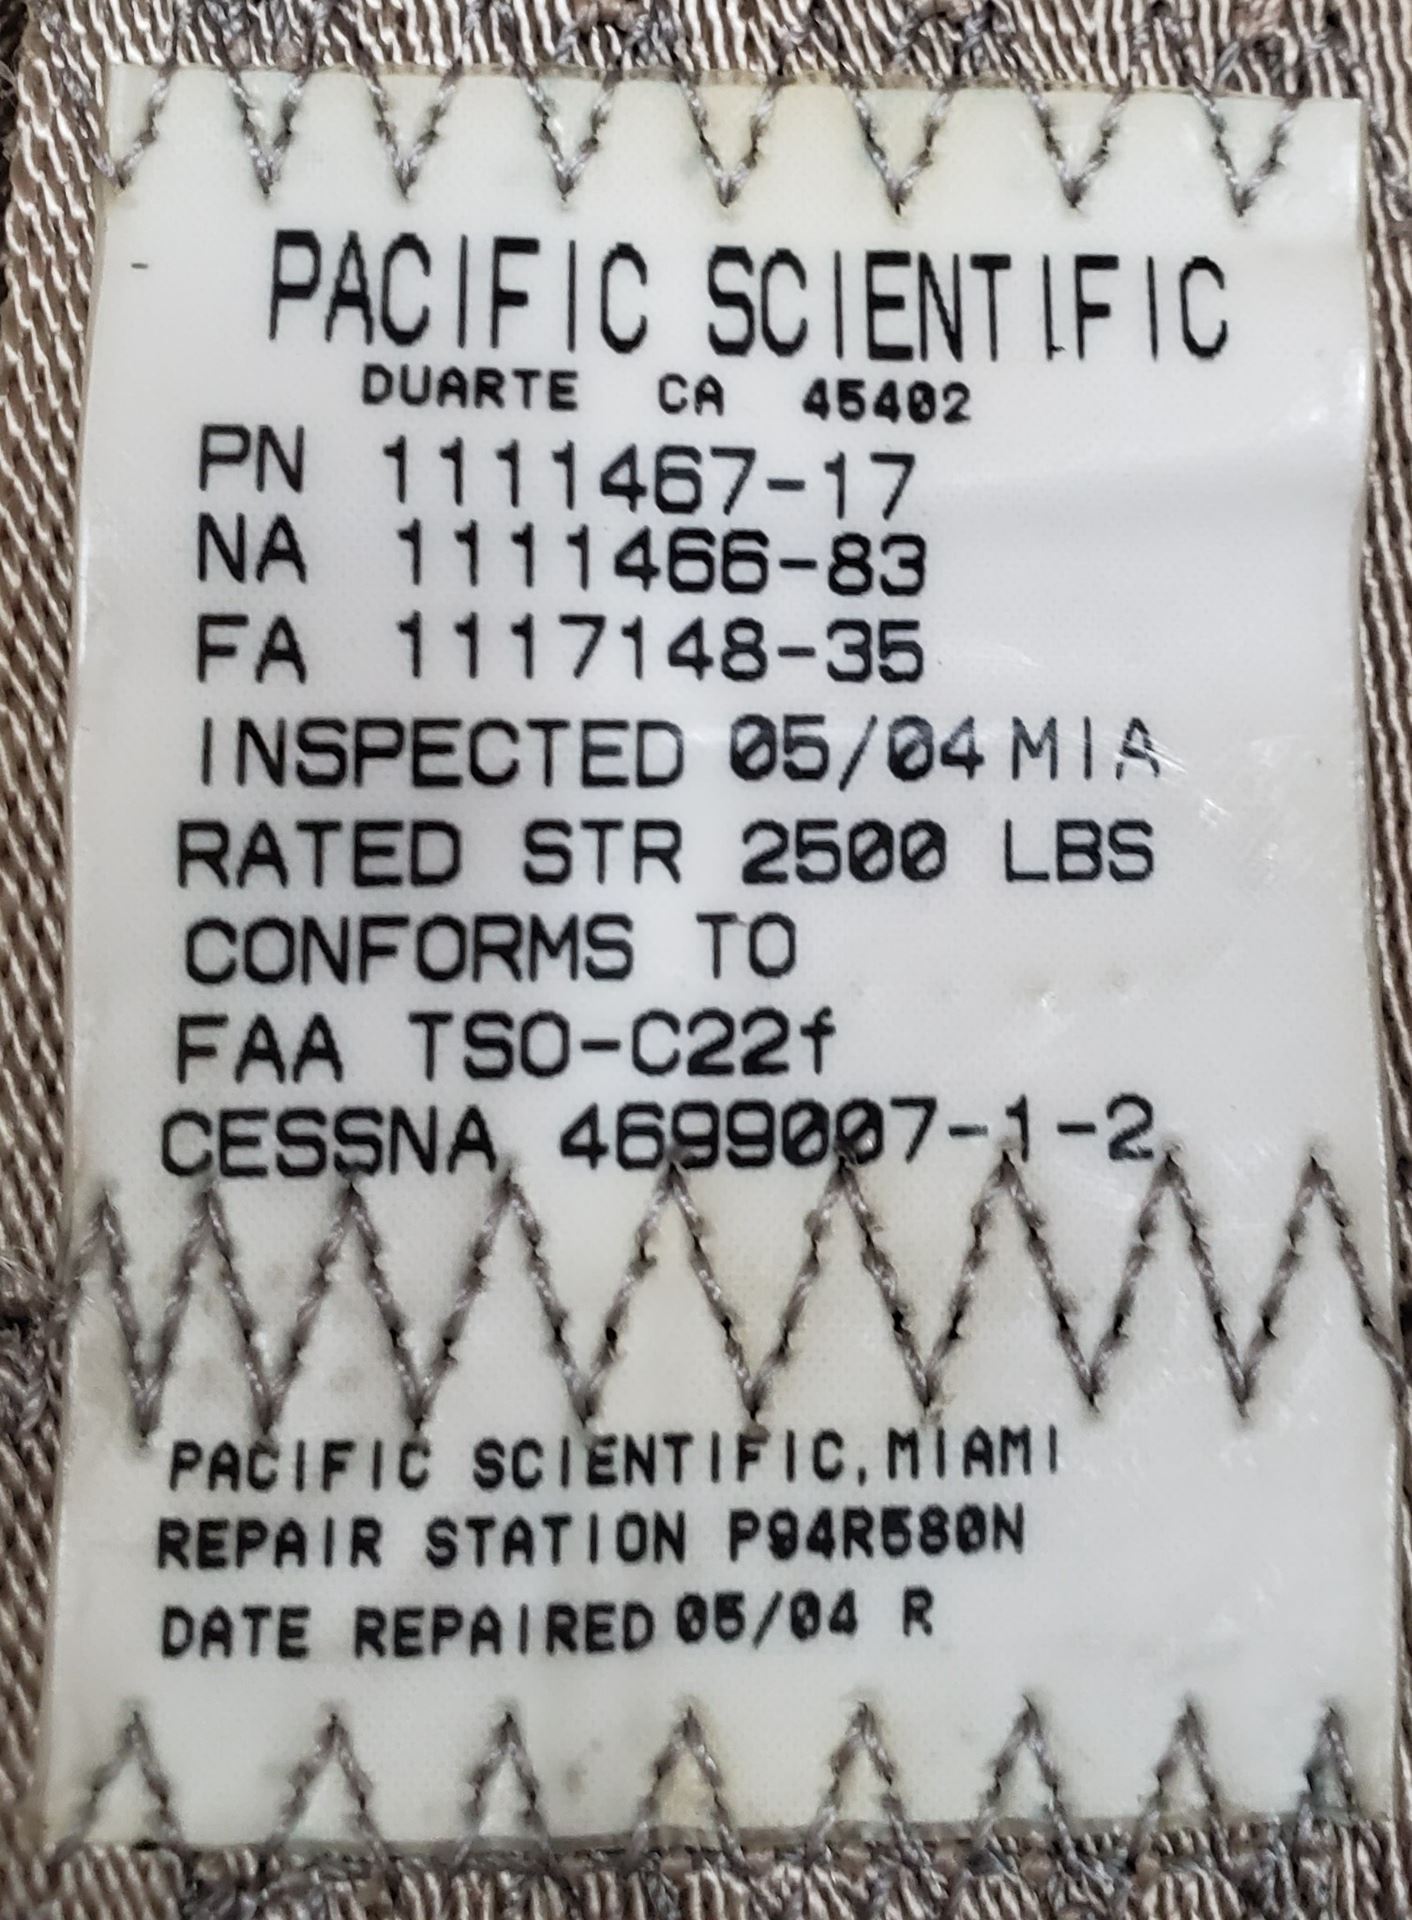 PACIFIC SCIENTIFIC
DUARTE CA 45402
PN 1111467-17
NA 1111466-83
FA 1117148-35
INSPECTED 05/04 MIA
RATED STR 2500 LBS
CONFORMS TO
FAA TSO-C22f
CESSNA 4699007-1-2
PACIFIC SCIENTIFIC, MIAMI
REPAIR STATION P94R580N
DATE REPAIRED 05/04 R